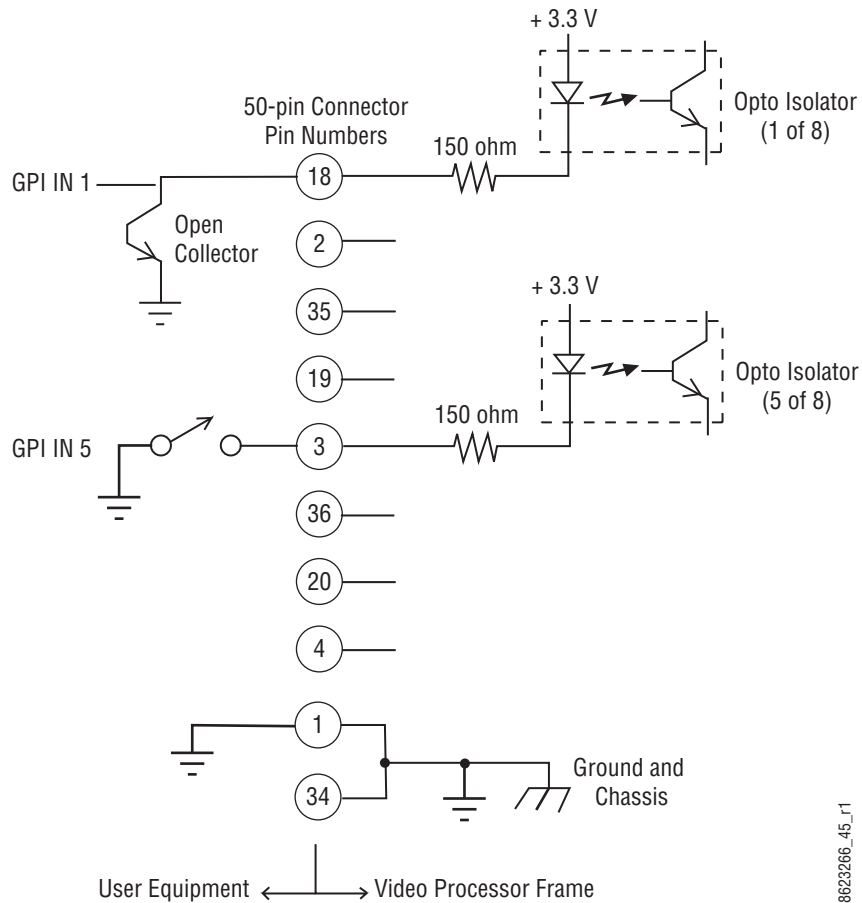 + 3.3 V
50-pin Connector
Pin Numbers
Opto Isolator
(1 of 8)
150 ohm
GPI IN 1
18
Open
Collector
2
35
+ 3.3 V
19
Opto Isolator
(5 of 8)
150 ohm
GPI IN 5
3
36
20
4
1
34
Ground and
Chassis
User Equipment
Video Processor Frame
8623266_45_r1